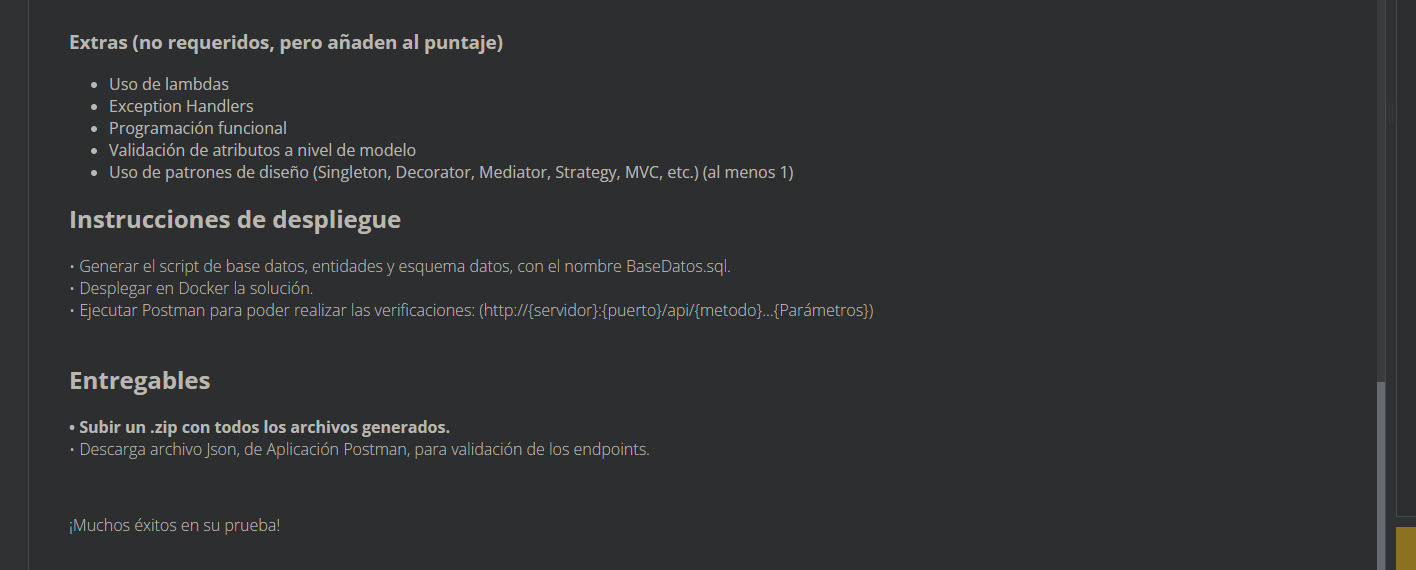 Extras (no requeridos, pero añaden al puntaje)
• Uso de lambdas
• Exception Handlers
• Programación funcional
• Validación de atributos a nivel de modelo
• Uso de patrones de diseño (Singleton, Decorator, Mediator, Strategy, MVC, etc.) (al menos 1)
Instrucciones de despliegue
• Generar el script de base datos, entidades y esquema datos, con el nombre BaseDatos.sql.
• Desplegar en Docker la solución.
• Ejecutar Postman para poder realizar las verificaciones: (http://{servidor}:{puerto}/api/{metodo}...{Parámetros})
Entregables
• Subir un .zip con todos los archivos generados.
• Descarga archivo Json, de Aplicación Postman, para validación de los endpoints.
¡Muchos éxitos en su prueba!